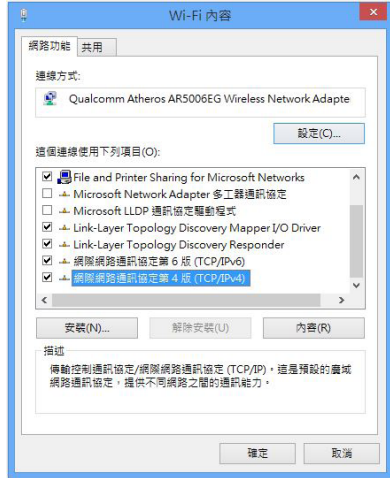 Wi-Fi 內容
網路功能 共用
連線方式:
Qualcomm Atheros AR5006EG Wireless Network Adapte
設定(C)...
這個連線使用下列項目(O):
File and Printer Sharing for Microsoft Networks
Microsoft Network Adapter 多工器通訊協定
Microsoft LLDP 通訊協定驅動程式
Link-Layer Topology Discovery Mapper I/O Driver
Link-Layer Topology Discovery Responder
網際網路通訊協定第 6 版 (TCP/IPv6)
網際網路通訊協定第 4 版 (TCP/IPv4)
安裝(N)... 解除安裝(U) 內容(R)
描述
傳輸控制通訊協定/網際網路通訊協定 (TCP/IP)。這是預設的廣域
網路通訊協定，提供不同網路之間的通訊能力。
確定 取消